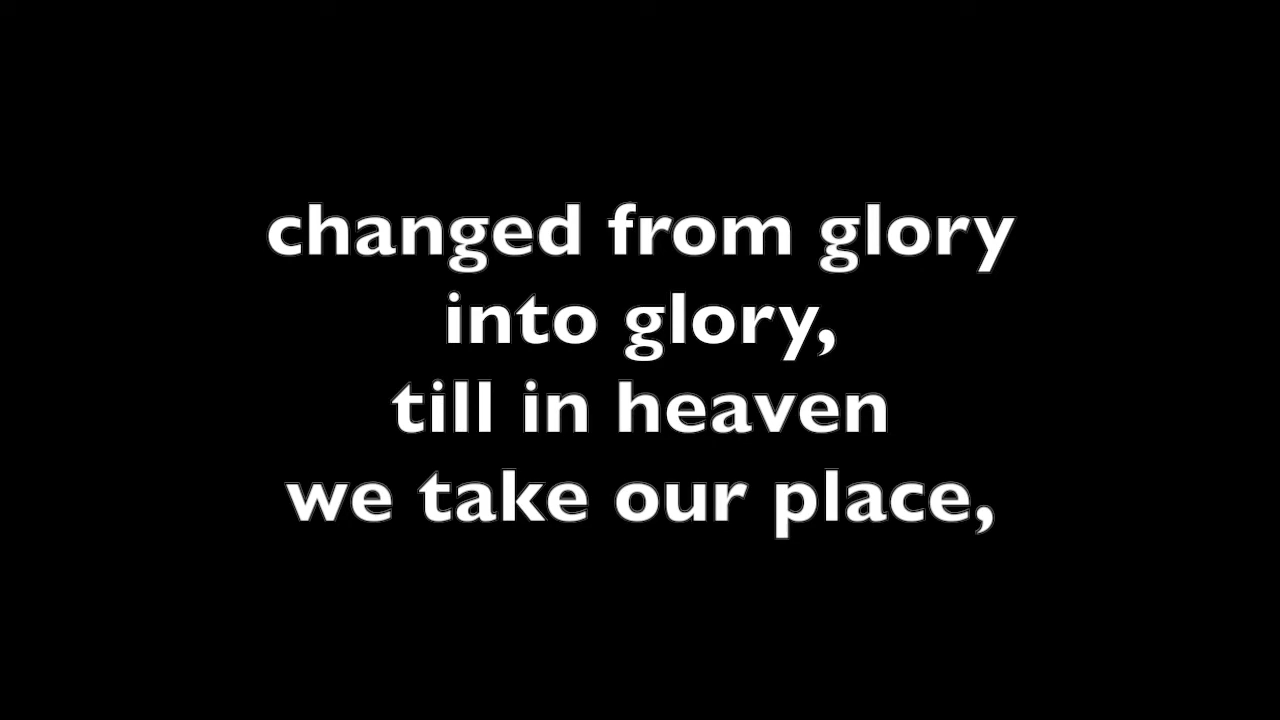 changed from glory
into glory,
till in heaven
we take our place,